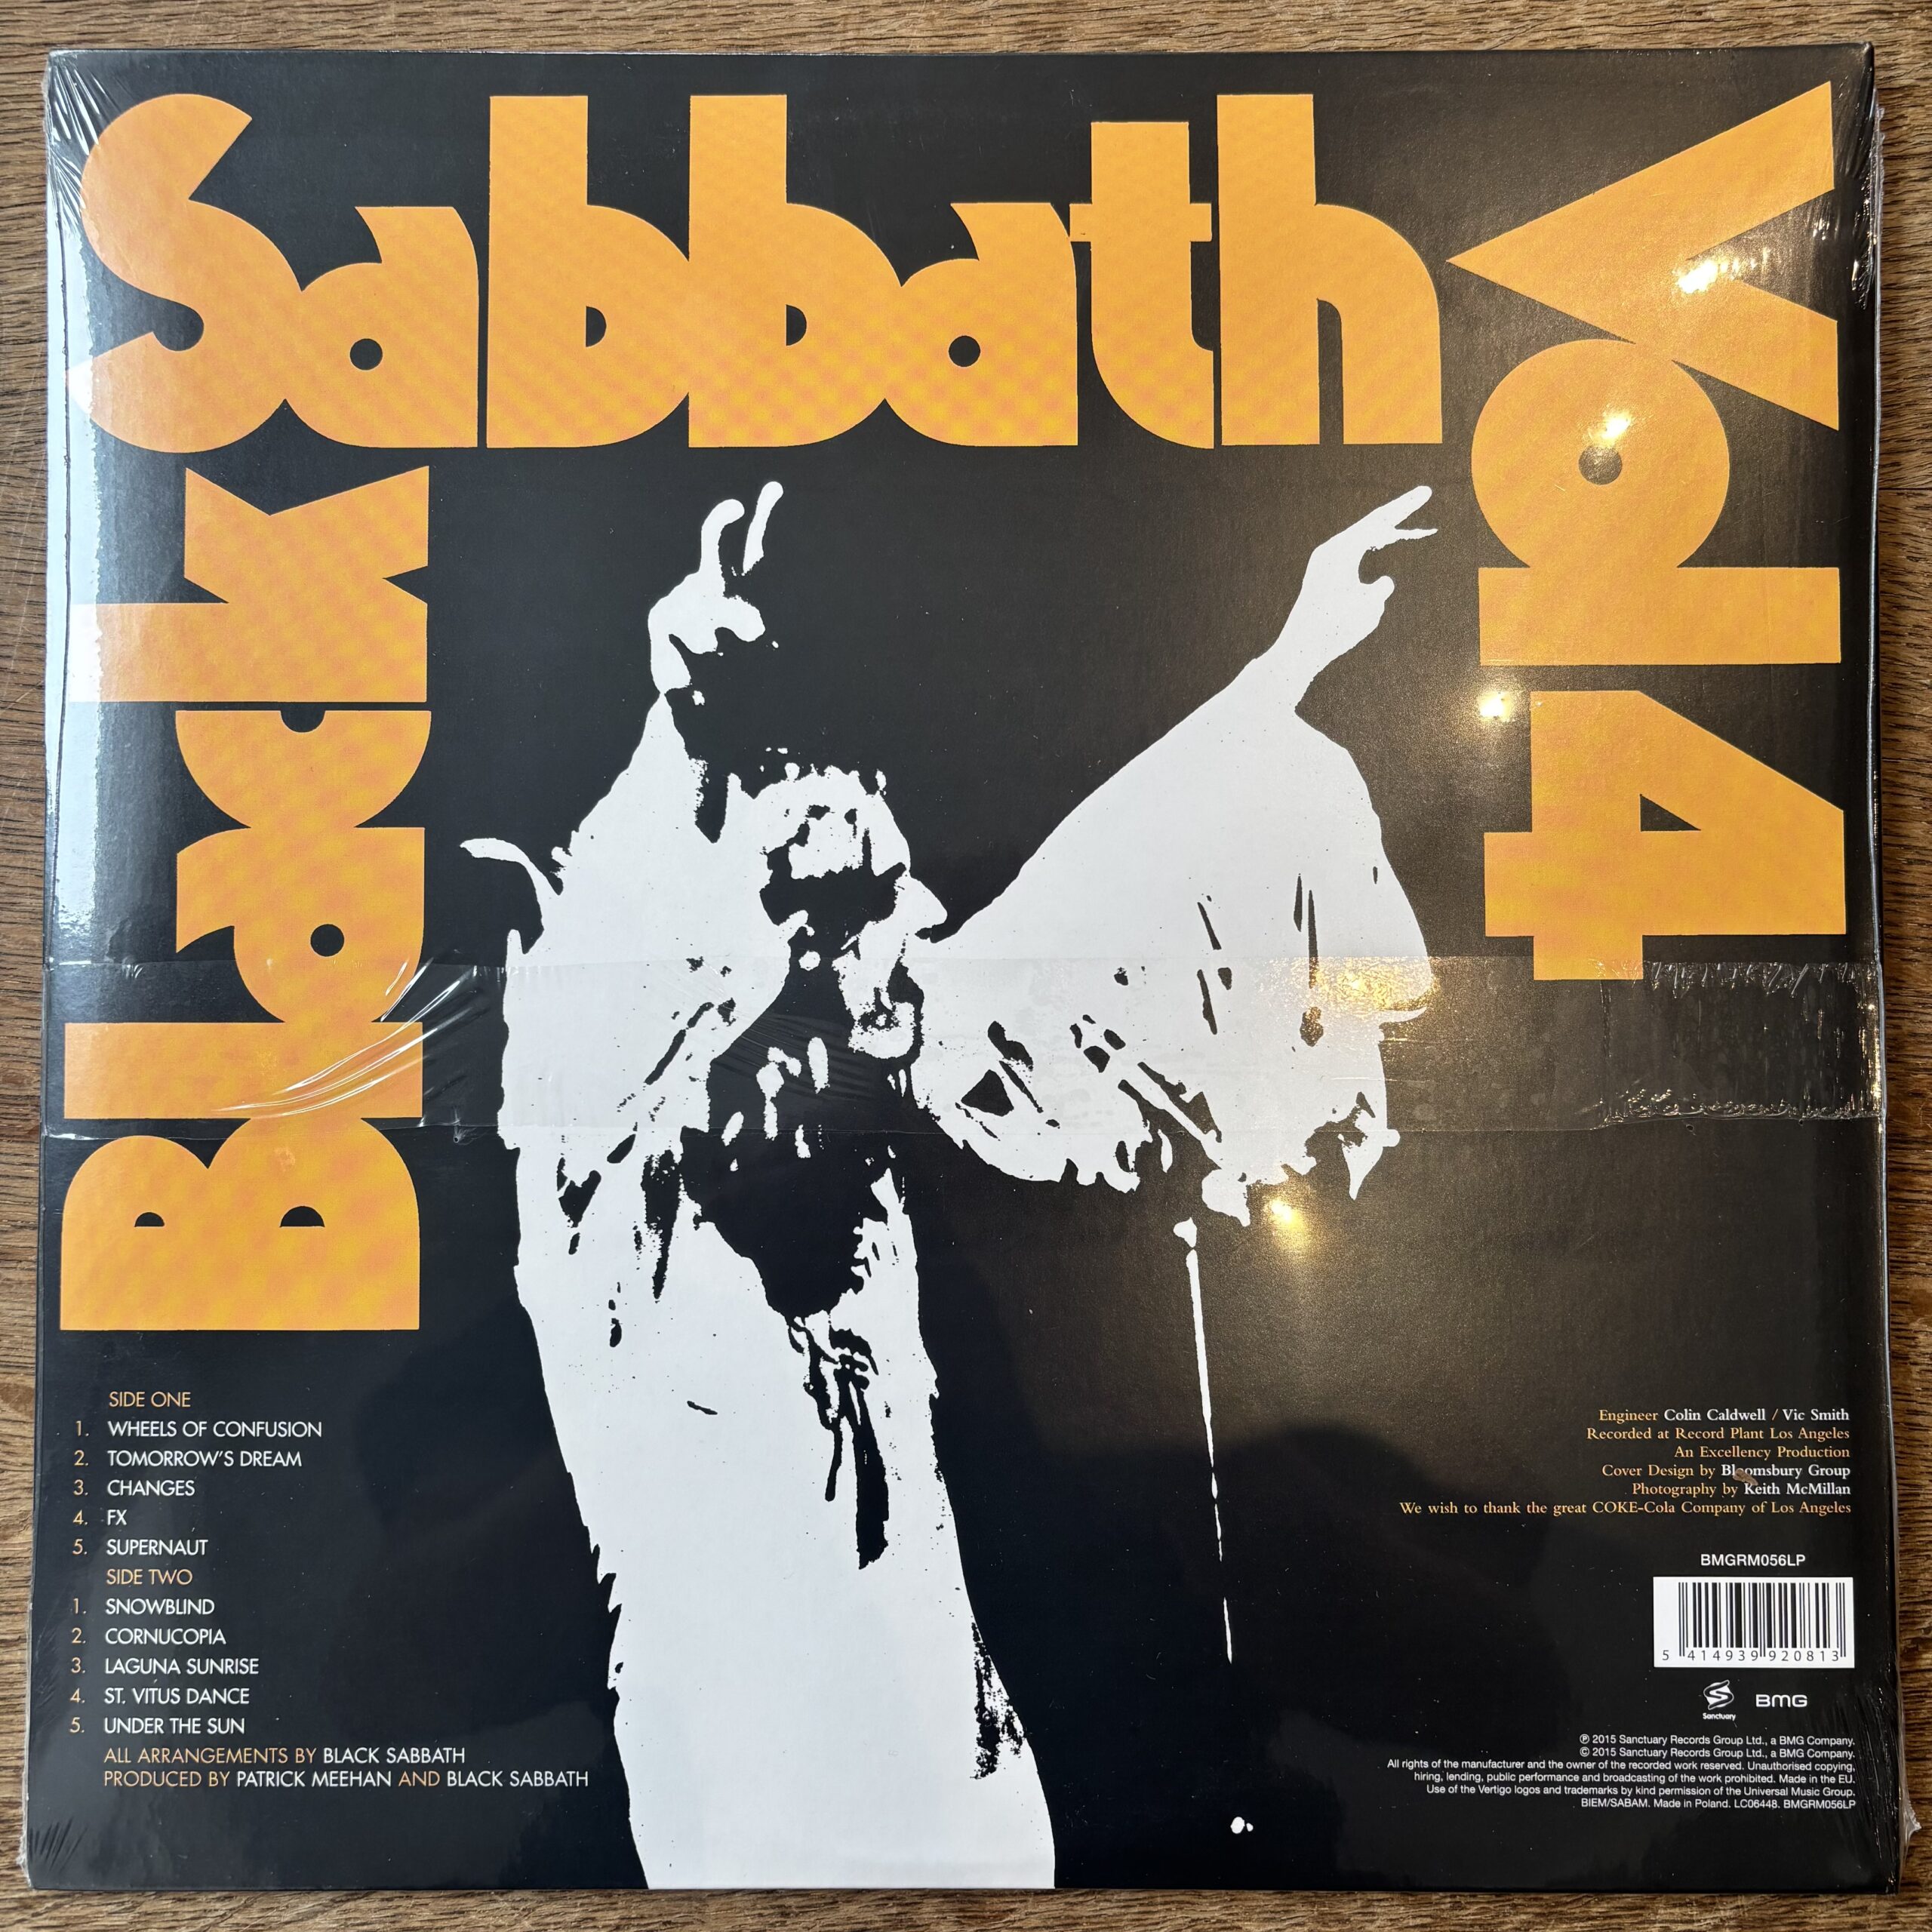 Black
Sabbath
Vol 4
SIDE ONE
1. WHEELS OF CONFUSION
2. TOMORROW'S DREAM
3. CHANGES
4. FX
5. SUPERNAUT
SIDE TWO
1. SNOWBLIND
2. CORNUCOPIA
3. LAGUNA SUNRISE
4. ST. VITUS DANCE
5. UNDER THE SUN
ALL ARRANGEMENTS BY BLACK SABBATH
PRODUCED BY PATRICK MEEHAN AND BLACK SABBATH
Engineer Colin Caldwell / Vic Smith
Recorded at Record Plant Los Angeles
An Excellency Production
Cover Design by Bloomsbury Group
Photography by Keith McMillan
We wish to thank the great COKE-Cola Company of Los Angeles
BMGRM056LP
5 414939 920813
Sanctuary
BMG
℗ 2015 Sanctuary Records Group Ltd., a BMG Company.
© 2015 Sanctuary Records Group Ltd., a BMG Company.
All rights of the manufacturer and the owner of the recorded work reserved. Unauthorised copying,
hiring, lending, public performance and broadcasting of the work prohibited. Made in the EU.
Use of the Vertigo logos and trademarks by kind permission of the Universal Music Group.
BIEM/SABAM. Made in Poland. LC06448. BMGRM056LP